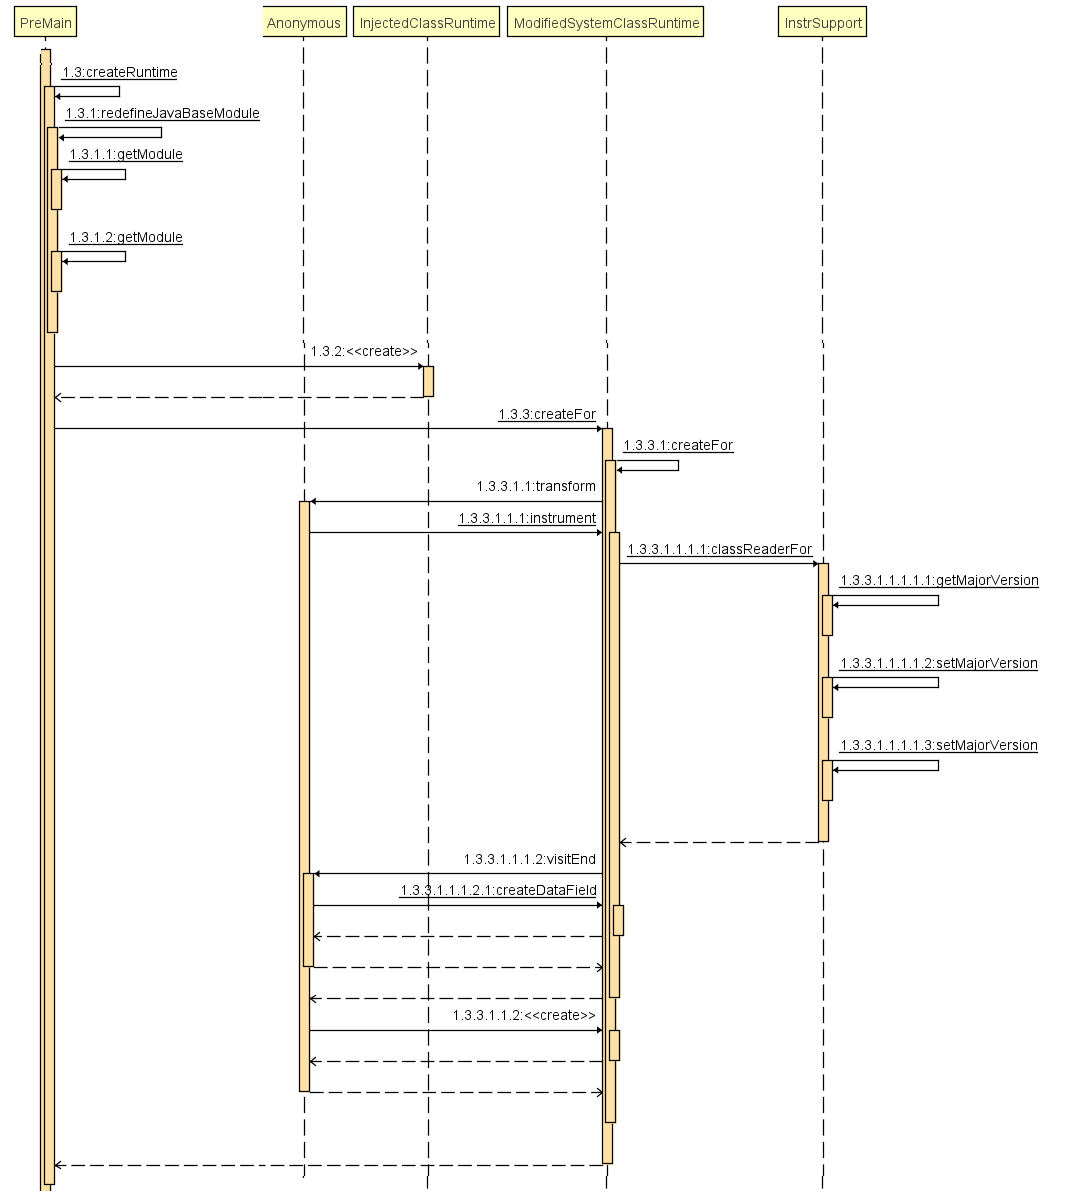 PreMain
Anonymous
InjectedClassRuntime
ModifiedSystemClassRuntime
InstrSupport
1.3:createRuntime
1.3.1:redefineJavaBaseModule
1.3.1.1:getModule
1.3.1.2:getModule
1.3.2:<<create>>
1.3.3:createFor
1.3.3.1:createFor
1.3.3.1.1:transform
1.3.3.1.1.1:instrument
1.3.3.1.1.1.1:classReaderFor
1.3.3.1.1.1.1.1:getMajorVersion
1.3.3.1.1.1.1.2:setMajorVersion
1.3.3.1.1.1.1.3:setMajorVersion
1.3.3.1.1.1.2:visitEnd
1.3.3.1.1.1.2.1:createDataField
1.3.3.1.1.2:<<create>>